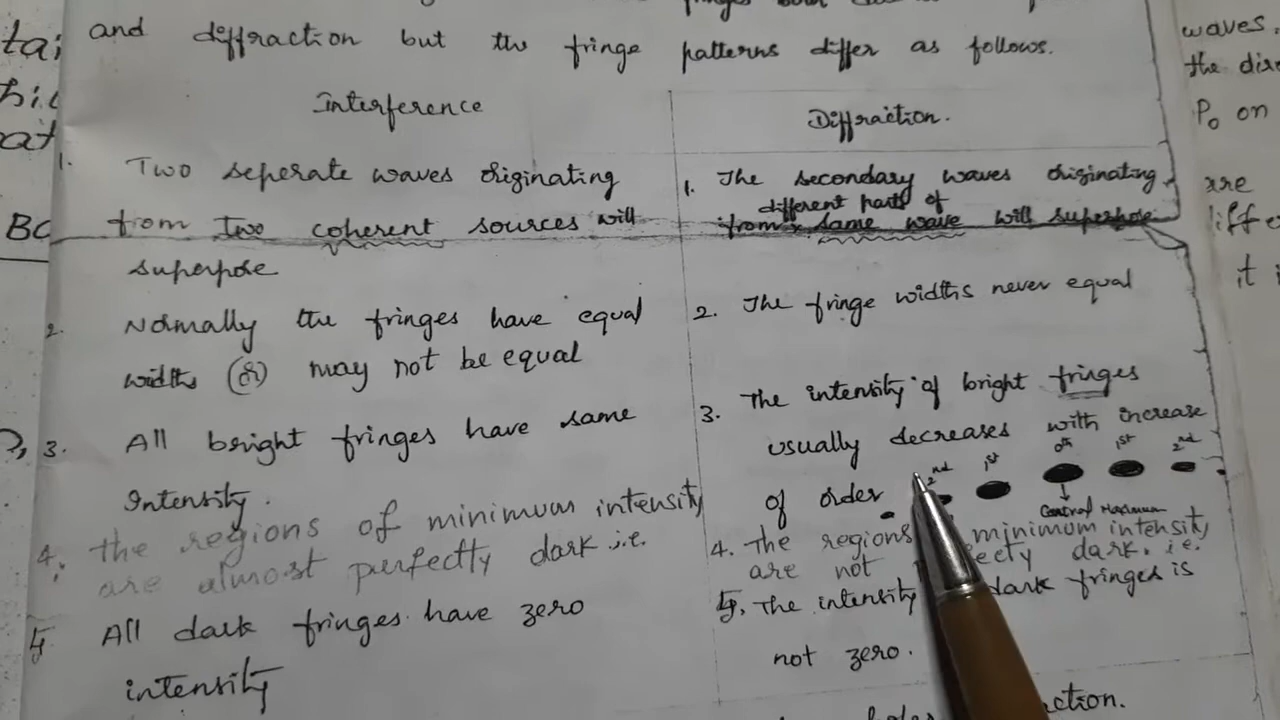 and diffraction but the fringe patterns differ as follows.
Interference
1. Two seperate waves originating
from Two coherent sources will
superpose
2. Normally the fringes have equal
widths (or) may not be equal
3. All bright fringes have same
Intensity.
4. the regions of minimum intensity
are almost perfectly dark i.e.
5. All dark fringes have zero
intensity
Diffraction.
1. The secondary waves originating
different parts of
from x same wave will superpose
2. The fringe widths never equal
3. The intensity of bright fringes
usually decreases with increase
of order
2nd 1st 0th 1st 2nd
Central Maximum
4. the regions minimum intensity
are not dark. i.e.
5. The intensity dark fringes is
not zero.
waves.
the
P0 on
are
it